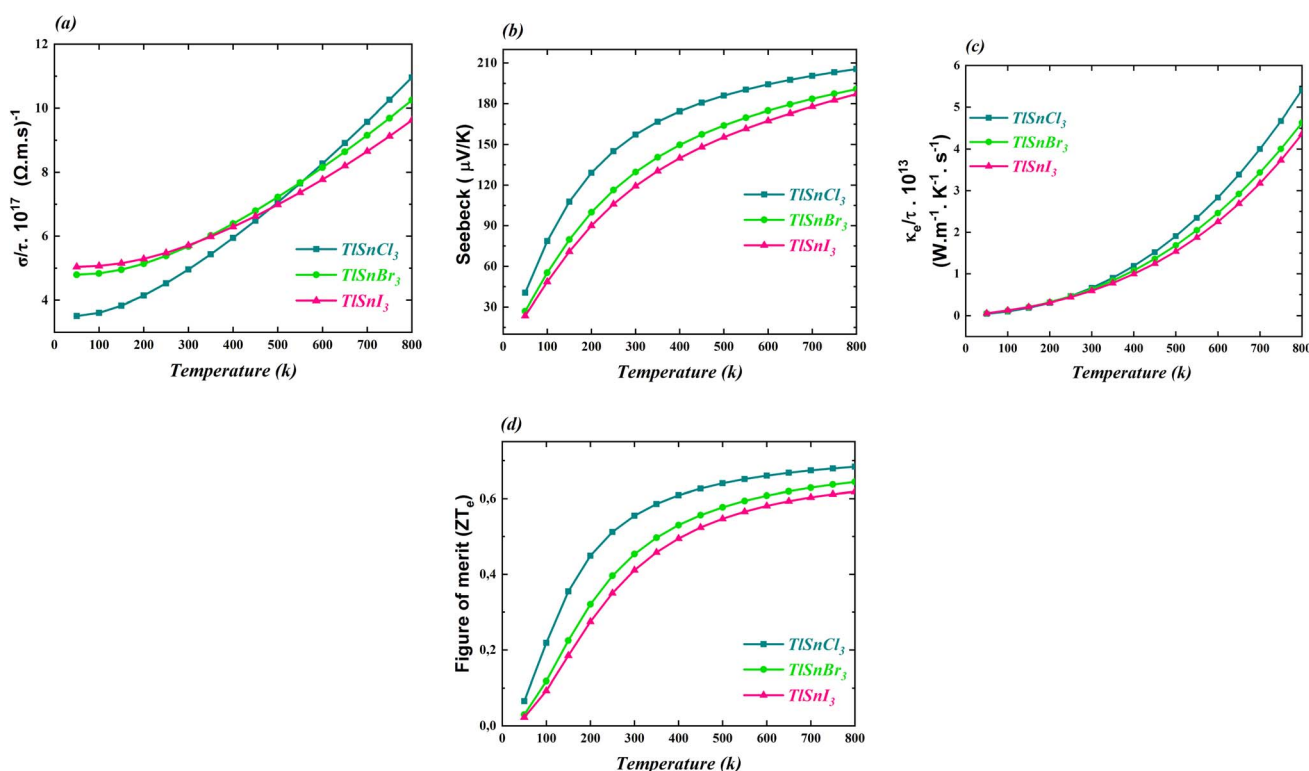 (a)
12
10
8
6
4
σ/τ. 10¹⁷ (Ω.m.s)⁻¹
TlSnCl₃
TlSnBr₃
TlSnI₃
0 100 200 300 400 500 600 700 800
Temperature (k)
(b)
210
180
150
120
90
60
30
Seebeck ( μV/K)
TlSnCl₃
TlSnBr₃
TlSnI₃
0 100 200 300 400 500 600 700 800
Temperature (k)
(c)
6
5
4
3
2
1
0
κₑ/τ . 10¹³
(W.m⁻¹. K⁻¹. s⁻¹)
TlSnCl₃
TlSnBr₃
TlSnI₃
0 100 200 300 400 500 600 700 800
Temperature (k)
(d)
0,6
0,4
0,2
0,0
Figure of merit (ZTₑ)
TlSnCl₃
TlSnBr₃
TlSnI₃
0 100 200 300 400 500 600 700 800
Temperature (k)